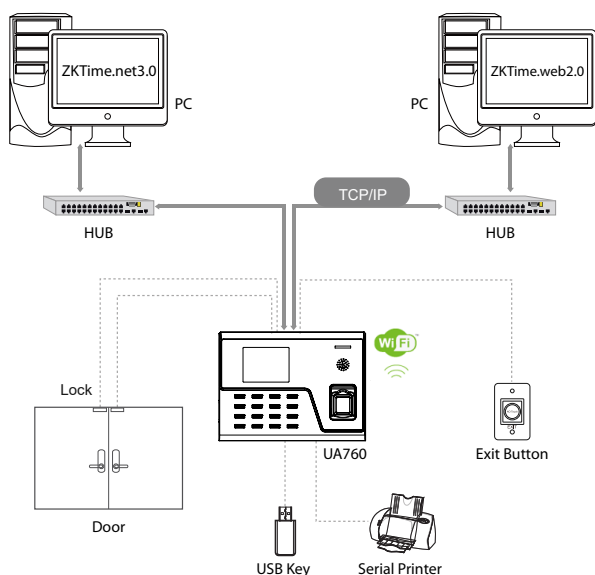 ZKTime.net3.0
ZKTime.web2.0
PC
PC
TCP/IP
HUB
HUB
WiFi
Lock
UA760
EXIT
Exit Button
Door
USB Key
Serial Printer